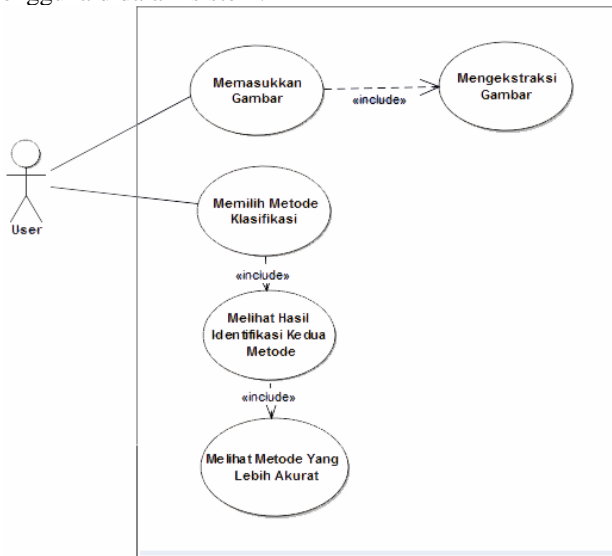 Memasukkan
Gambar
«include»
Mengekstraksi
Gambar
User
Memilih Metode
Klasifikasi
«include»
Melihat Hasil
Identifikasi Kedua
Metode
«include»
Melihat Metode Yang
Lebih Akurat